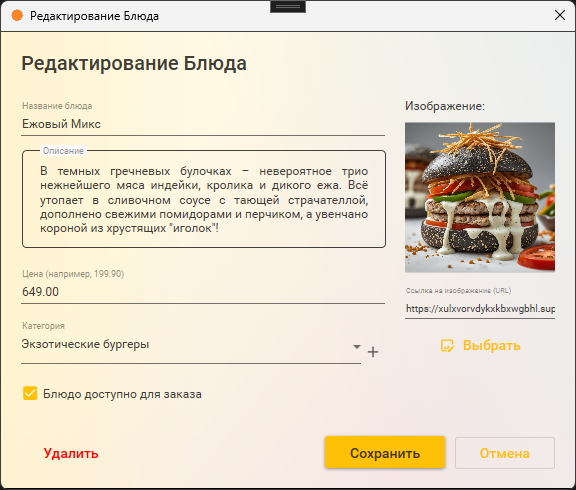 Редактирование Блюда
Редактирование Блюда
Название блюда
Ежовый Микс
Описание
В темных гречневых булочках – невероятное трио
нежнейшего мяса индейки, кролика и дикого ежа. Всё
утопает в сливочном соусе с тающей страчателлой,
дополнено свежими помидорами и перчиком, а увенчано
короной из хрустящих "иголок"!
Цена (например, 199.90)
649.00
Категория
Экзотические бургеры
Блюдо доступно для заказа
Изображение:
Ссылка на изображение (URL)
https://xulxvorvdykxkbxwgbhl.sup
Выбрать
Удалить
Сохранить
Отмена